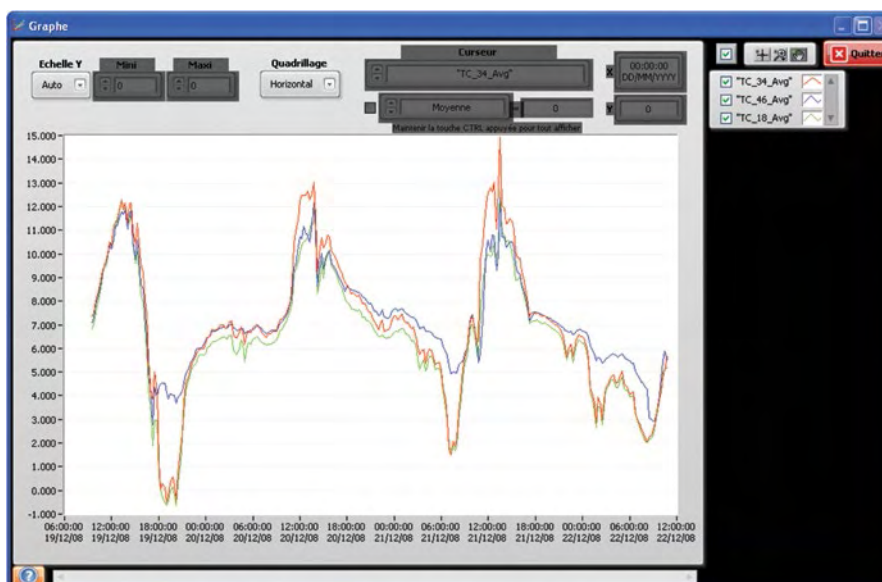 Graphe
Echelle Y Mini Maxi Quadrillage Curseur
Auto 0 0 Horizontal "TC_34_Avg" X 00:00:00 DD/MM/YYYY
Moyenne = 0 Y 0
Maintenir la touche CTRL appuyée pour tout afficher
Quitter
"TC_34_Avg"
"TC_46_Avg"
"TC_18_Avg"
15.000
14.000
13.000
12.000
11.000
10.000
9.000
8.000
7.000
6.000
5.000
4.000
3.000
2.000
1.000
0.000
-1.000
06:00:00 12:00:00 18:00:00 00:00:00 06:00:00 12:00:00 18:00:00 00:00:00 06:00:00 12:00:00 18:00:00 00:00:00 06:00:00 12:00:00
19/12/08 19/12/08 19/12/08 20/12/08 20/12/08 20/12/08 20/12/08 21/12/08 21/12/08 21/12/08 21/12/08 22/12/08 22/12/08 22/12/08
?